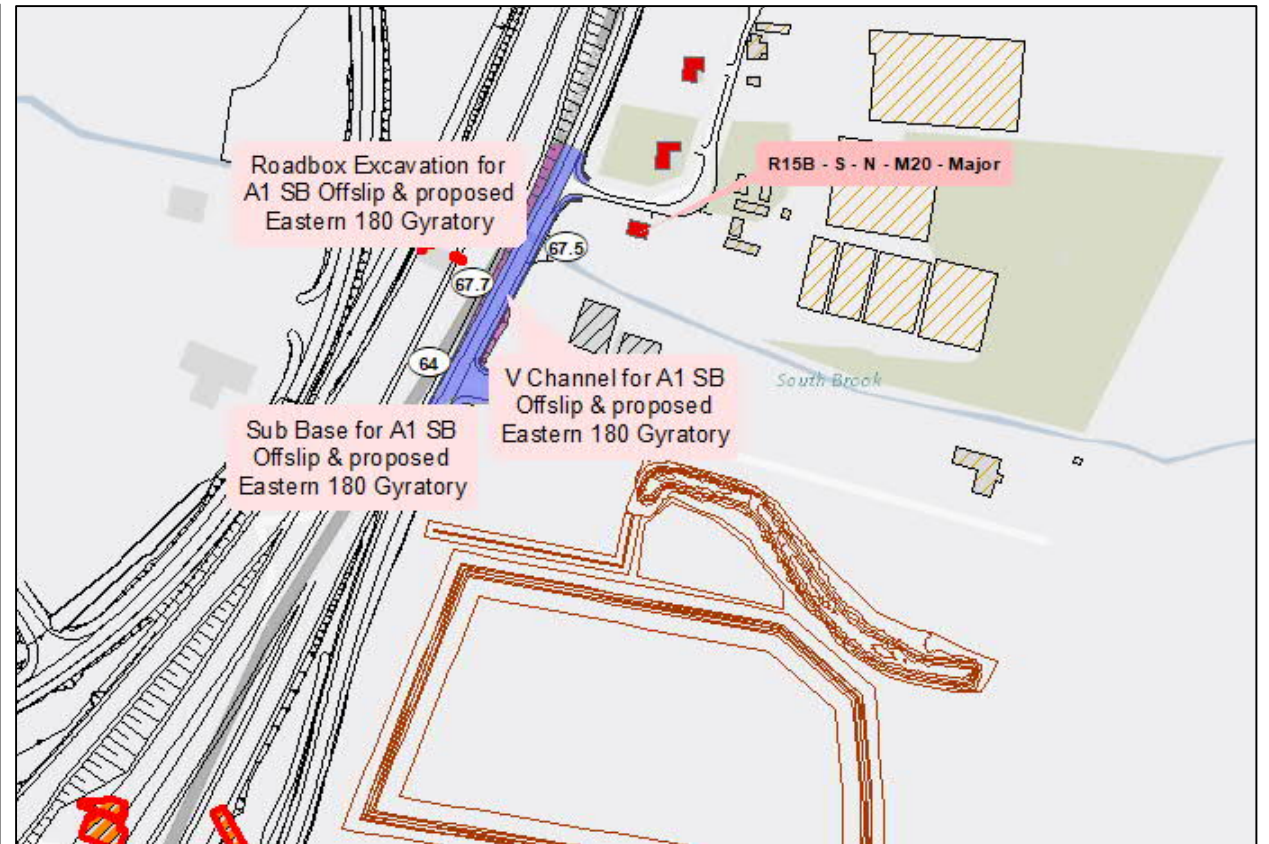 Roadbox Excavation for
A1 SB Offslip & proposed
Eastern 180 Gyratory
R15B - S - N - M20 - Major
67.5
67.7
64
V Channel for A1 SB
Offslip & proposed
Eastern 180 Gyratory
South Brook
Sub Base for A1 SB
Offslip & proposed
Eastern 180 Gyratory